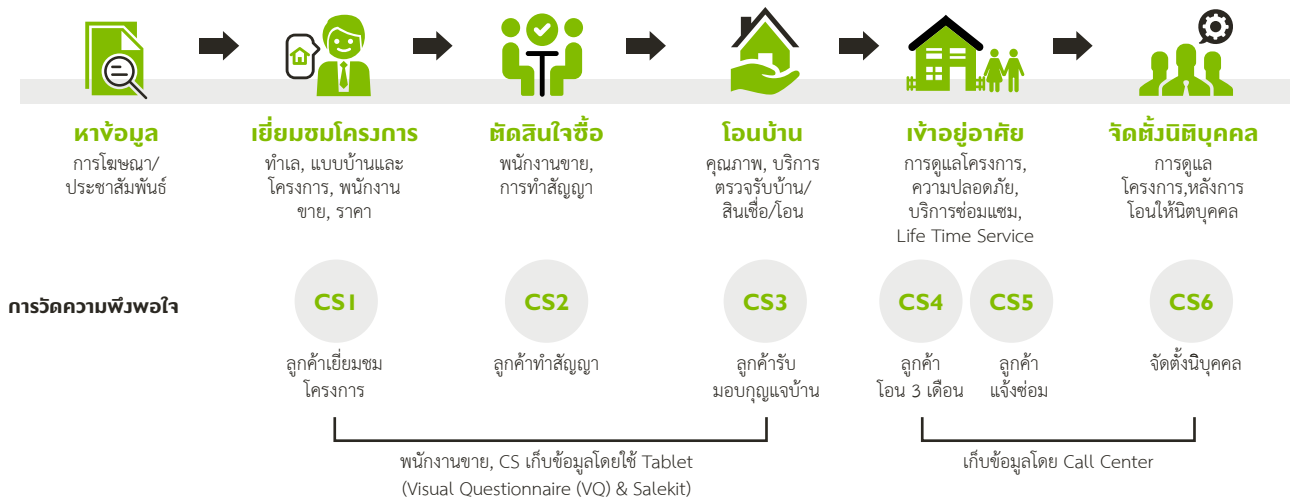 หาข้อมูล
การโฆษณา/
ประชาสัมพันธ์
เยี่ยมชมโครงการ
ทำเล, แบบบ้านและ
โครงการ, พนักงาน
ขาย, ราคา
ตัดสินใจซื้อ
พนักงานขาย,
การทำสัญญา
โอนบ้าน
คุณภาพ, บริการ
ตรวจรับบ้าน/
สินเชื่อ/โอน
เข้าอยู่อาศัย
การดูแลโครงการ,
ความปลอดภัย,
บริการซ่อมแซม,
Life Time Service
จัดตั้งนิติบุคคล
การดูแล
โครงการ,หลังการ
โอนให้นิตบุคคล
การวัดความพึงพอใจ
CS1
ลูกค้าเยี่ยมชม
โครงการ
CS2
ลูกค้าทำสัญญา
CS3
ลูกค้ารับ
มอบกุญแจบ้าน
CS4
ลูกค้า
โอน 3 เดือน
CS5
ลูกค้า
แจ้งซ่อม
CS6
จัดตั้งนิบุคคล
พนักงานขาย, CS เก็บข้อมูลโดยใช้ Tablet
(Visual Questionnaire (VQ) & Salekit)
เก็บข้อมูลโดย Call Center